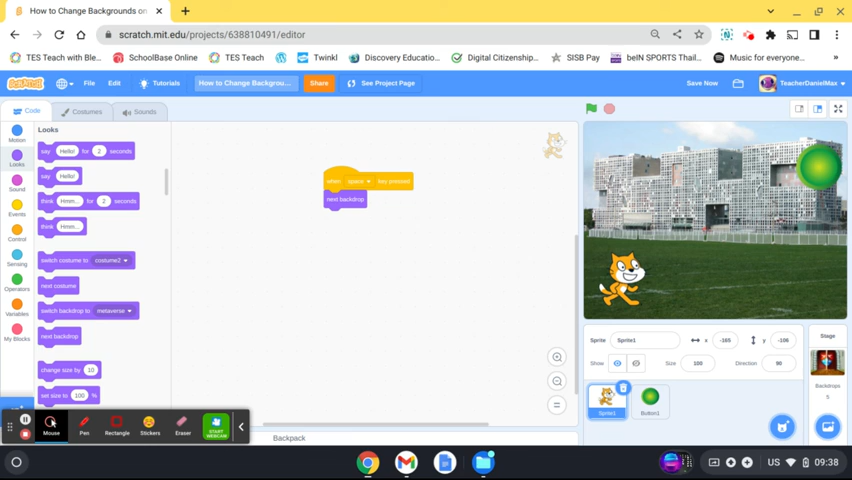 How to Change Backgrounds on
scratch.mit.edu/projects/638810491/editor
TES Teach with Ble...
SchoolBase Online
TES Teach
Twinkl
Discovery Educatio...
Digital Citizenship...
SISB Pay
beIN SPORTS Thail...
Music for everyone...
SCRATCH
File
Edit
Tutorials
How to Change Backgrou...
Share
See Project Page
Save Now
TeacherDanielMax
Code
Costumes
Sounds
Motion
Looks
Sound
Events
Control
Sensing
Operators
Variables
My Blocks
Looks
say Hello! for 2 seconds
say Hello!
think Hmm... for 2 seconds
think Hmm...
switch costume to costume2
next costume
switch backdrop to metaverse
next backdrop
change size by 10
set size to 100 %
when space key pressed
next backdrop
Sprite
Sprite1
x
-165
y
-106
Show
Size
100
Direction
90
Sprite1
Button1
Stage
Backdrops
5
Mouse
Pen
Rectangle
Stickers
Eraser
START
WEBCAM
Backpack
US
09:38